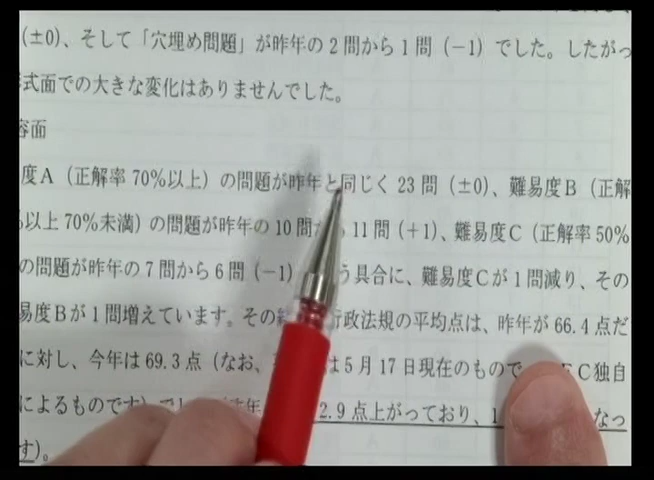 (±0)、そして「穴埋め問題」が昨年の2問から1問（－1）でした。したがっ
式面での大きな変化はありませんでした。
容面
度A（正解率70%以上）の問題が昨年と同じく23問（±0)、難易度B（正解
以上70%未満）の問題が昨年の10問か 11問（+1)、難易度C（正解率50%
の問題が昨年の7問から6問（－1） う具合に、難易度Cが1問減り、その
易度Bが1問増えています。その 行政法規の平均点は、昨年が66.4点だ
に対し、今年は69.3点（なお、 は5月17日現在のもので EC独自
によるものです） 2.9点上がっており、 なっ
す)。